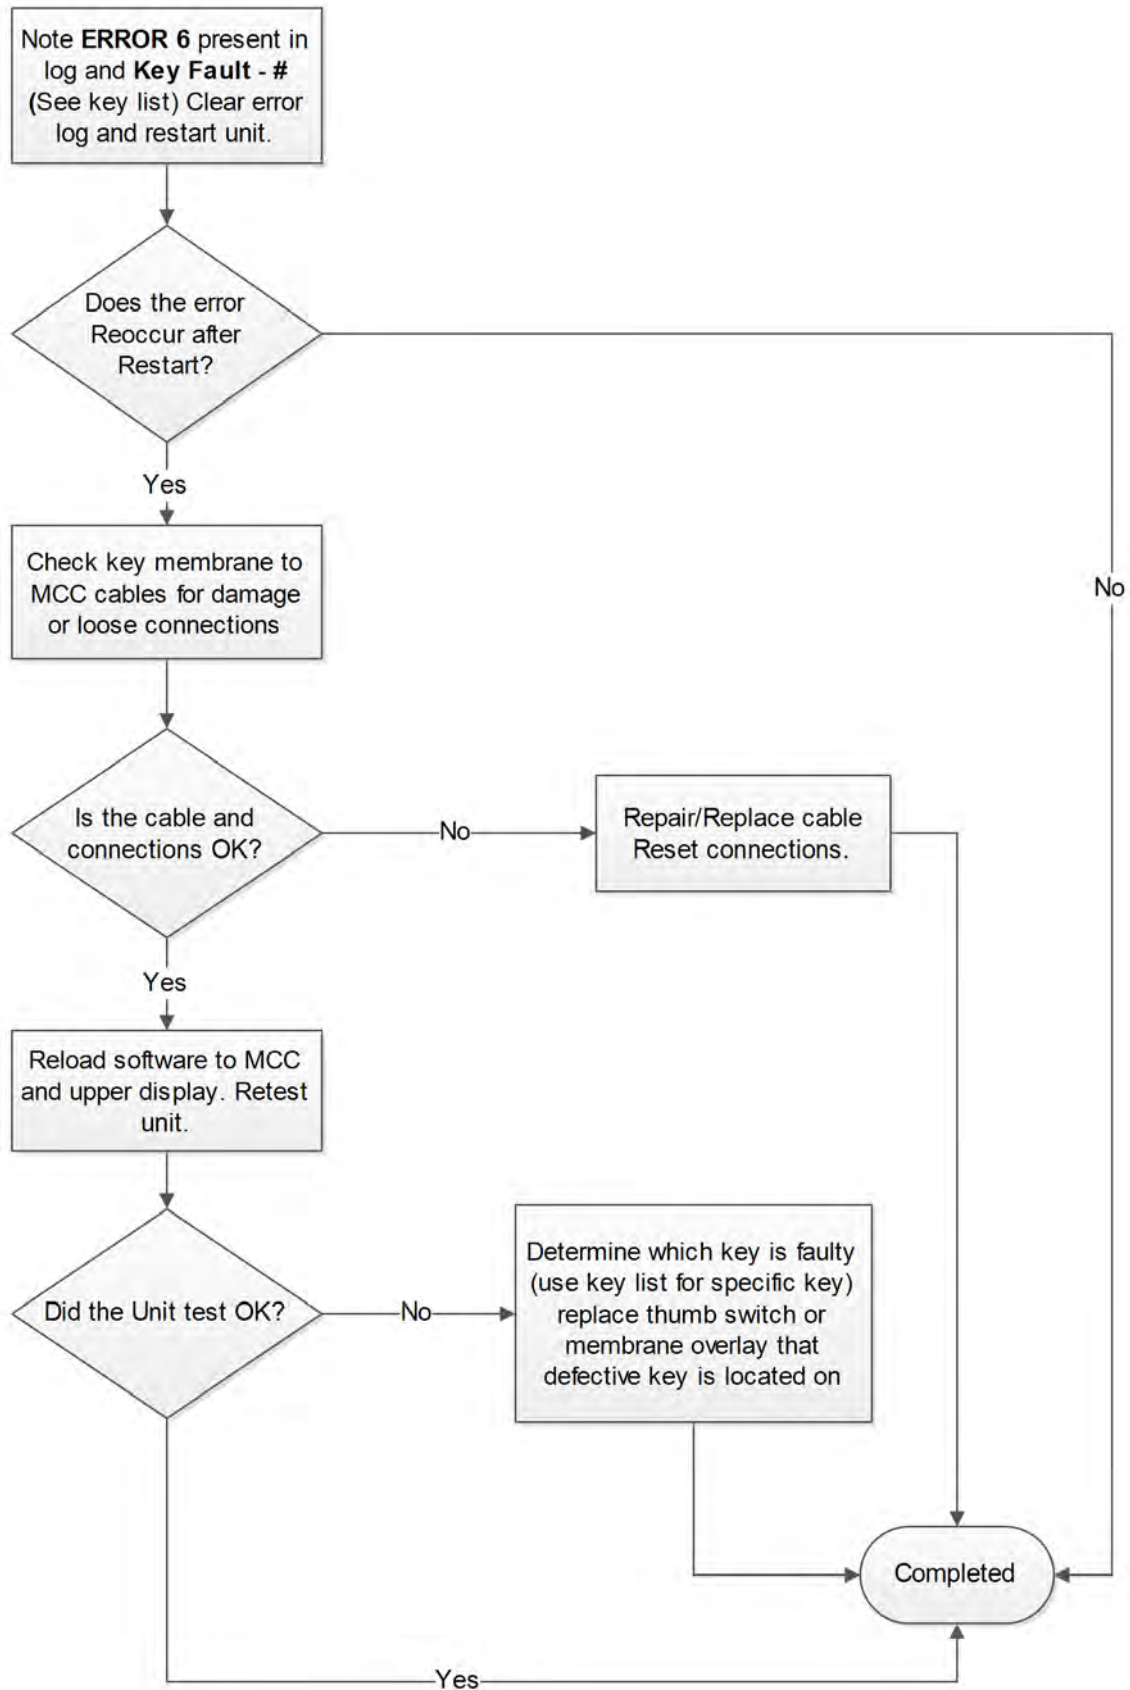 Note ERROR 6 present in
log and Key Fault - #
(See key list) Clear error
log and restart unit.
Does the error
Reoccur after
Restart?
Yes
No
Check key membrane to
MCC cables for damage
or loose connections
Is the cable and
connections OK?
No
Repair/Replace cable
Reset connections.
Yes
Reload software to MCC
and upper display. Retest
unit.
Did the Unit test OK?
No
Determine which key is faulty
(use key list for specific key)
replace thumb switch or
membrane overlay that
defective key is located on
Completed
Yes